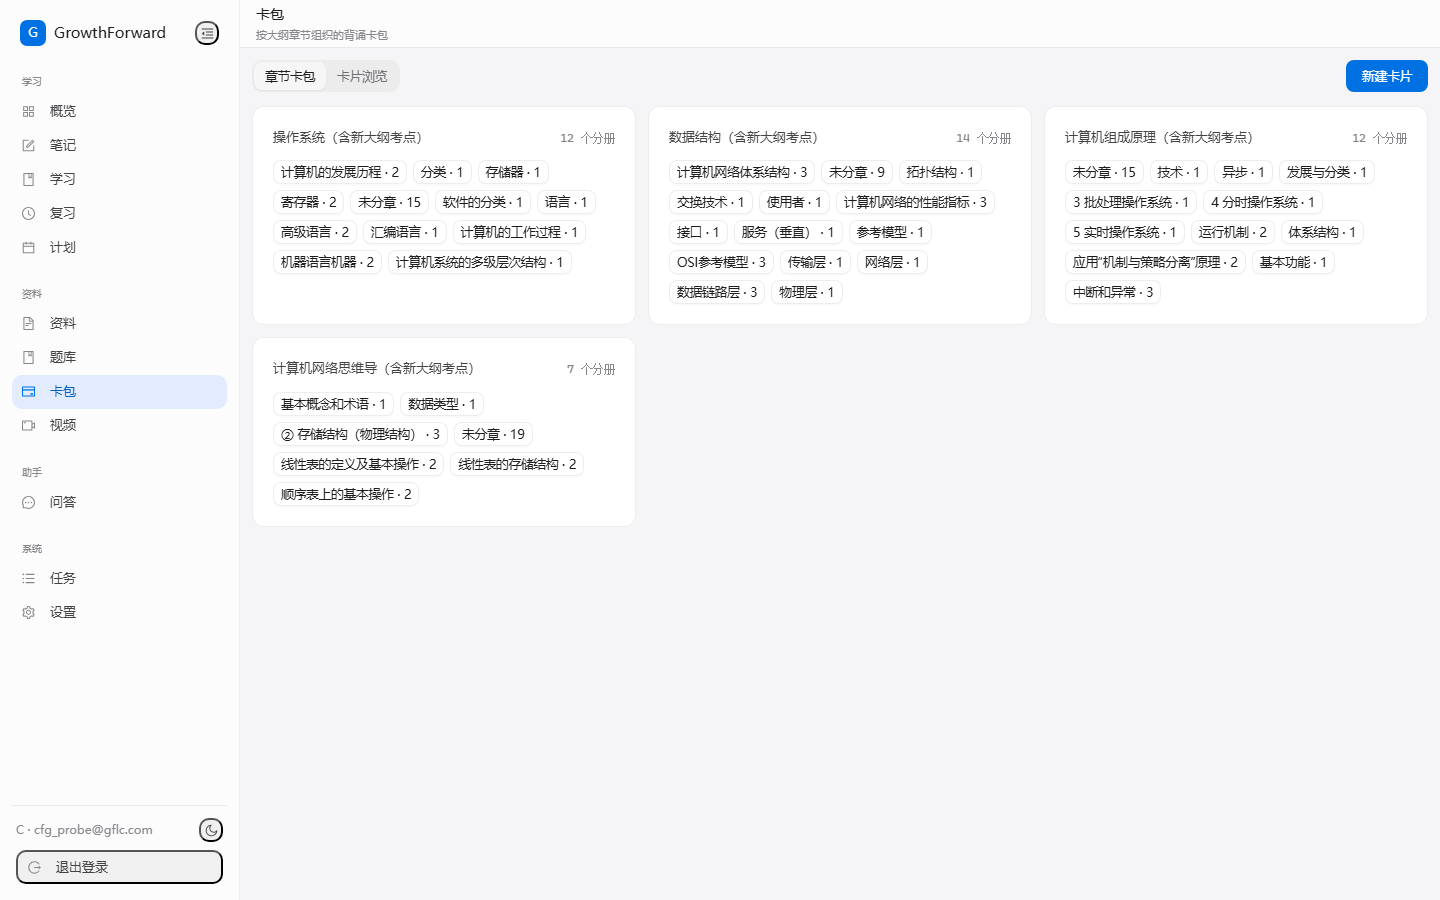 G GrowthForward
学习
概览
笔记
学习
复习
计划
资料
资料
题库
卡包
视频
助手
问答
系统
任务
设置
C · cfg_probe@gflc.com
退出登录
卡包
按大纲章节组织的背诵卡包
章节卡包 卡片浏览
新建卡片
操作系统（含新大纲考点） 12 个分册
计算机的发展历程 · 2 分类 · 1 存储器 · 1
寄存器 · 2 未分章 · 15 软件的分类 · 1 语言 · 1
高级语言 · 2 汇编语言 · 1 计算机的工作过程 · 1
机器语言机器 · 2 计算机系统的多级层次结构 · 1
数据结构（含新大纲考点） 14 个分册
计算机网络体系结构 · 3 未分章 · 9 拓扑结构 · 1
交换技术 · 1 使用者 · 1 计算机网络的性能指标 · 3
接口 · 1 服务（垂直） · 1 参考模型 · 1
OSI参考模型 · 3 传输层 · 1 网络层 · 1
数据链路层 · 3 物理层 · 1
计算机组成原理（含新大纲考点） 12 个分册
未分章 · 15 技术 · 1 异步 · 1 发展与分类 · 1
3 批处理操作系统 · 1 4 分时操作系统 · 1
5 实时操作系统 · 1 运行机制 · 2 体系结构 · 1
应用“机制与策略分离”原理 · 2 基本功能 · 1
中断和异常 · 3
计算机网络思维导（含新大纲考点） 7 个分册
基本概念和术语 · 1 数据类型 · 1
② 存储结构（物理结构） · 3 未分章 · 19
线性表的定义及基本操作 · 2 线性表的存储结构 · 2
顺序表上的基本操作 · 2